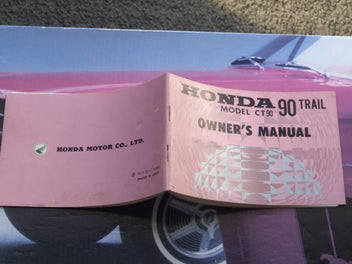 HONDA 90 TRAIL
MODEL CT90
OWNER'S MANUAL
HONDA MOTOR CO., LTD.